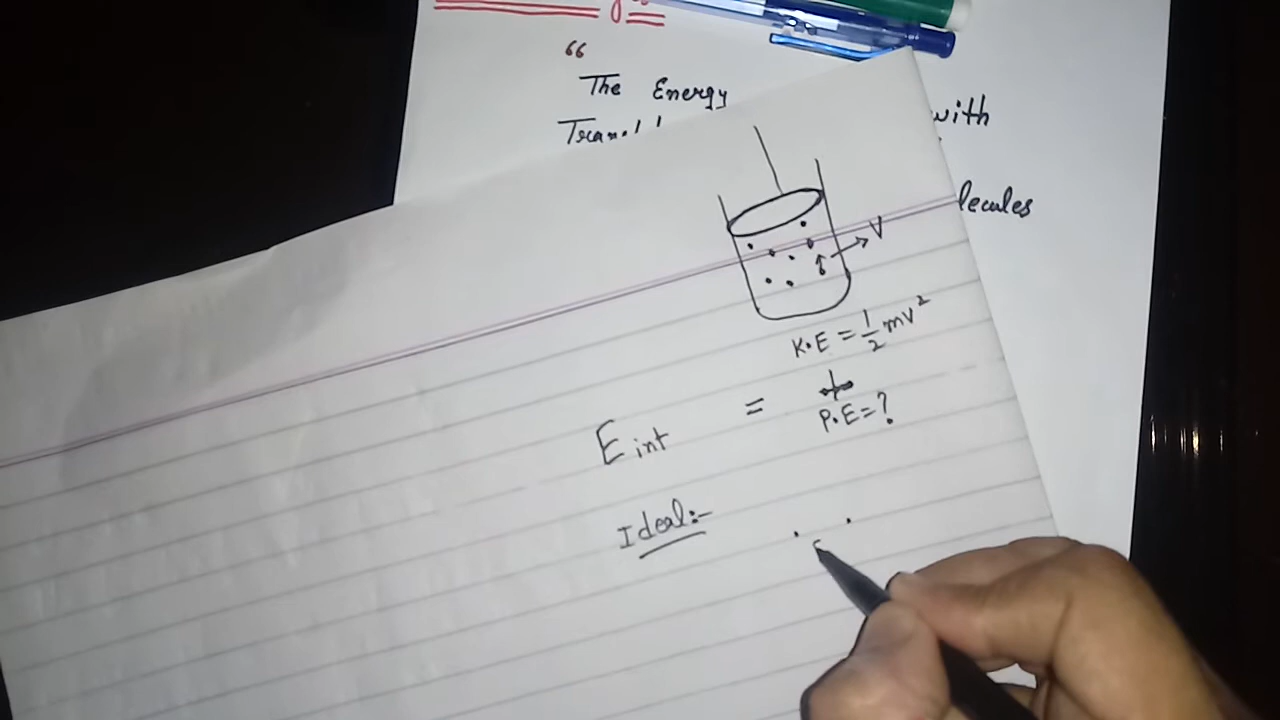 “
The Energy
with
lecules
V
K.E = 1/2 mv²
+
E int = P.E = ?
Ideal:-